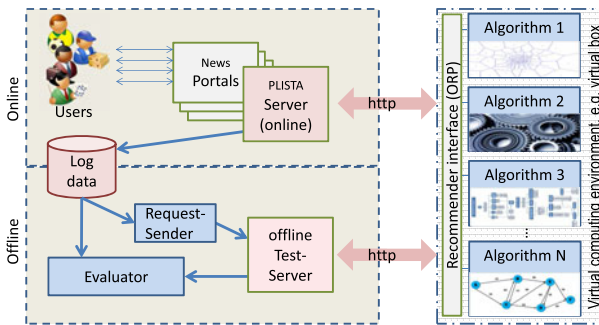 Online
Users
News
Portals
PLISTA
Server
(online)
http
Log
data
Offline
Request-
Sender
Evaluator
offline
Test-
Server
http
Recommender interface (ORP)
Algorithm 1
Algorithm 2
Algorithm 3
...
Algorithm N
Virtual computing environment, e.g. virtual box